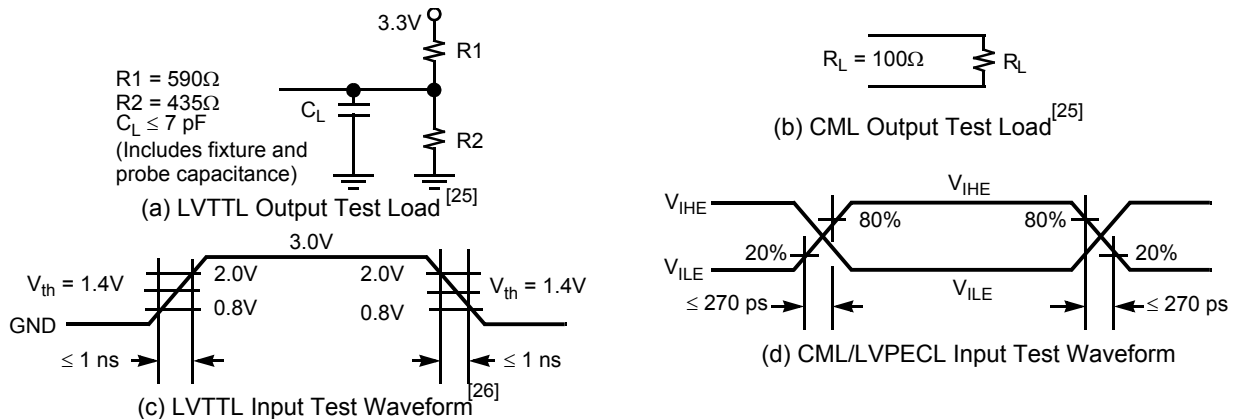 3.3V
R1
R1 = 590Ω
R2 = 435Ω
C_L ≤ 7 pF
(Includes fixture and
probe capacitance)
C_L
R2
(a) LVTTL Output Test Load [25]
R_L = 100Ω
R_L
(b) CML Output Test Load [25]
3.0V
V_th = 1.4V
2.0V
0.8V
2.0V
0.8V
V_th = 1.4V
GND
≤ 1 ns
≤ 1 ns
(c) LVTTL Input Test Waveform [26]
V_IHE
V_ILE
V_IHE
80%
80%
20%
20%
V_ILE
≤ 270 ps
≤ 270 ps
(d) CML/LVPECL Input Test Waveform